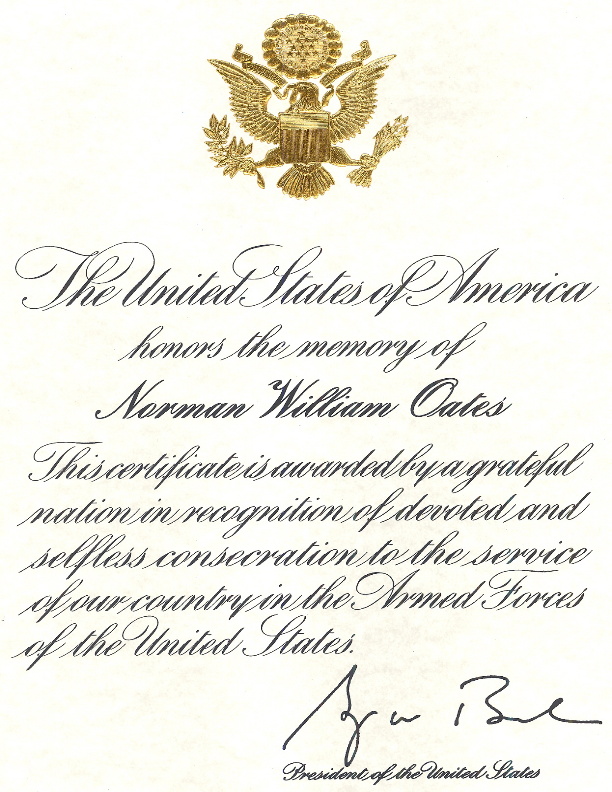 The United States of America
honors the memory of
Norman William Oates
This certificate is awarded by a grateful
nation in recognition of devoted and
selfless consecration to the service
of our country in the Armed Forces
of the United States.
President of the United States